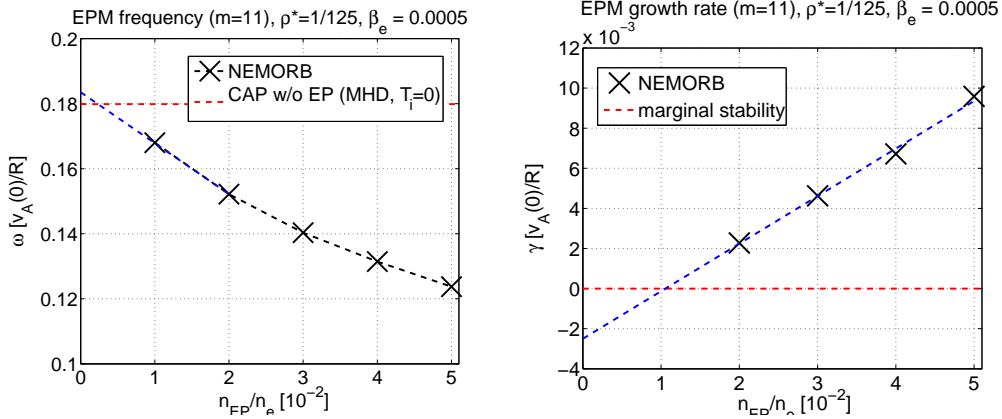 EPM frequency (m=11), ρ*=1/125, β_e = 0.0005
0.2
0.18
0.16
0.14
0.12
0.1
ω [v_A(0)/R]
NEMORB
CAP w/o EP (MHD, T_i=0)
0 1 2 3 4 5
n_EP/n_e [10^-2]
EPM growth rate (m=11), ρ*=1/125, β_e = 0.0005
x 10^-3
12
10
8
6
4
2
0
−2
−4
γ [v_A(0)/R]
NEMORB
marginal stability
0 1 2 3 4 5
n_EP/n_e [10^-2]